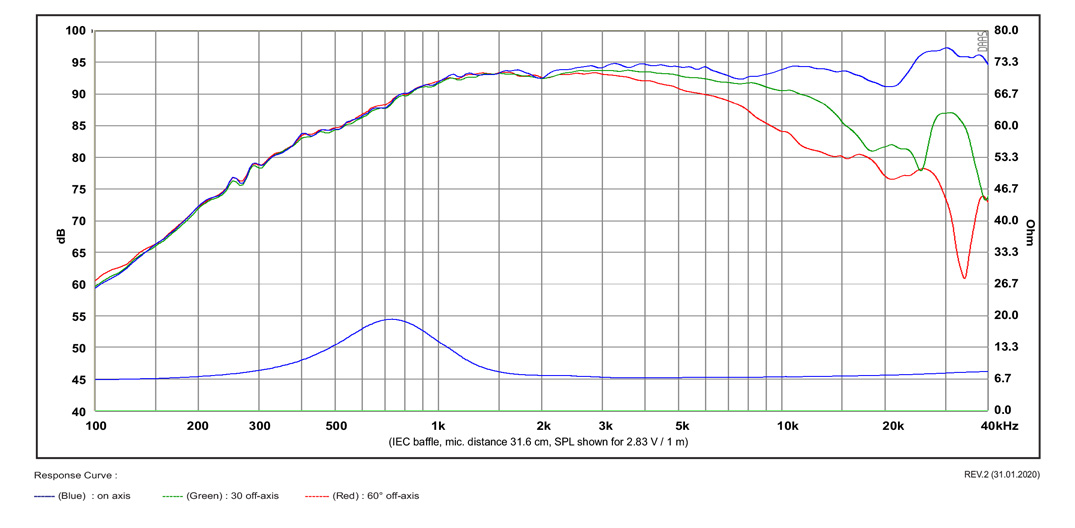 100 80.0
DAAS
95 73.3
90 66.7
85 60.0
80 53.3
75 46.7
70 40.0
dB Ohm
65 33.3
60 26.7
55 20.0
50 13.3
45 6.7
40 0.0
100 200 300 500 1k 2k 3k 5k 10k 20k 40kHz
(IEC baffle, mic. distance 31.6 cm, SPL shown for 2.83 V / 1 m)
Response Curve : REV.2 (31.01.2020)
(Blue) : on axis (Green) : 30 off-axis (Red) : 60° off-axis